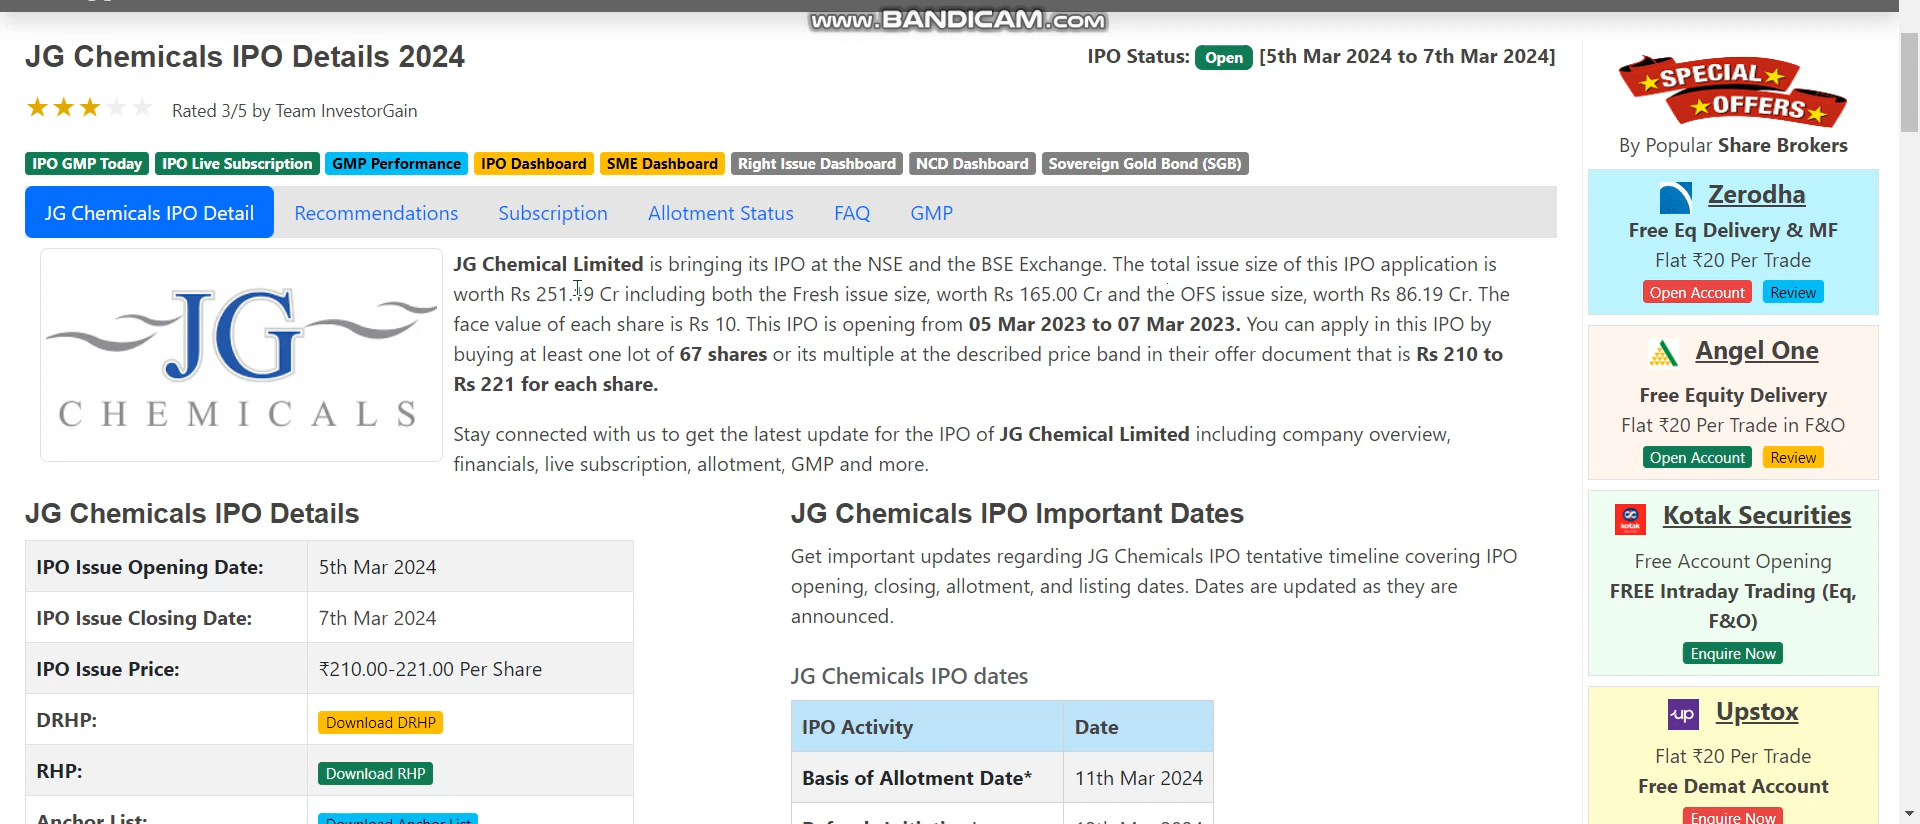 www.BANDICAM.com
JG Chemicals IPO Details 2024
IPO Status: Open [5th Mar 2024 to 7th Mar 2024]
Rated 3/5 by Team InvestorGain
IPO GMP Today IPO Live Subscription GMP Performance IPO Dashboard SME Dashboard Right Issue Dashboard NCD Dashboard Sovereign Gold Bond (SGB)
JG Chemicals IPO Detail Recommendations Subscription Allotment Status FAQ GMP
JG
CHEMICALS
JG Chemical Limited is bringing its IPO at the NSE and the BSE Exchange. The total issue size of this IPO application is
worth Rs 251.19 Cr including both the Fresh issue size, worth Rs 165.00 Cr and the OFS issue size, worth Rs 86.19 Cr. The
face value of each share is Rs 10. This IPO is opening from 05 Mar 2023 to 07 Mar 2023. You can apply in this IPO by
buying at least one lot of 67 shares or its multiple at the described price band in their offer document that is Rs 210 to
Rs 221 for each share.
Stay connected with us to get the latest update for the IPO of JG Chemical Limited including company overview,
financials, live subscription, allotment, GMP and more.
JG Chemicals IPO Details
IPO Issue Opening Date: 5th Mar 2024
IPO Issue Closing Date: 7th Mar 2024
IPO Issue Price: ₹210.00-221.00 Per Share
DRHP: Download DRHP
RHP: Download RHP
Anchor List: Download Anchor List
JG Chemicals IPO Important Dates
Get important updates regarding JG Chemicals IPO tentative timeline covering IPO
opening, closing, allotment, and listing dates. Dates are updated as they are
announced.
JG Chemicals IPO dates
IPO Activity Date
Basis of Allotment Date* 11th Mar 2024
SPECIAL
OFFERS
By Popular Share Brokers
Zerodha
Free Eq Delivery & MF
Flat ₹20 Per Trade
Open Account Review
Angel One
Free Equity Delivery
Flat ₹20 Per Trade in F&O
Open Account Review
kotak
Kotak Securities
Free Account Opening
FREE Intraday Trading (Eq,
F&O)
Enquire Now
up
Upstox
Flat ₹20 Per Trade
Free Demat Account
Enquire Now